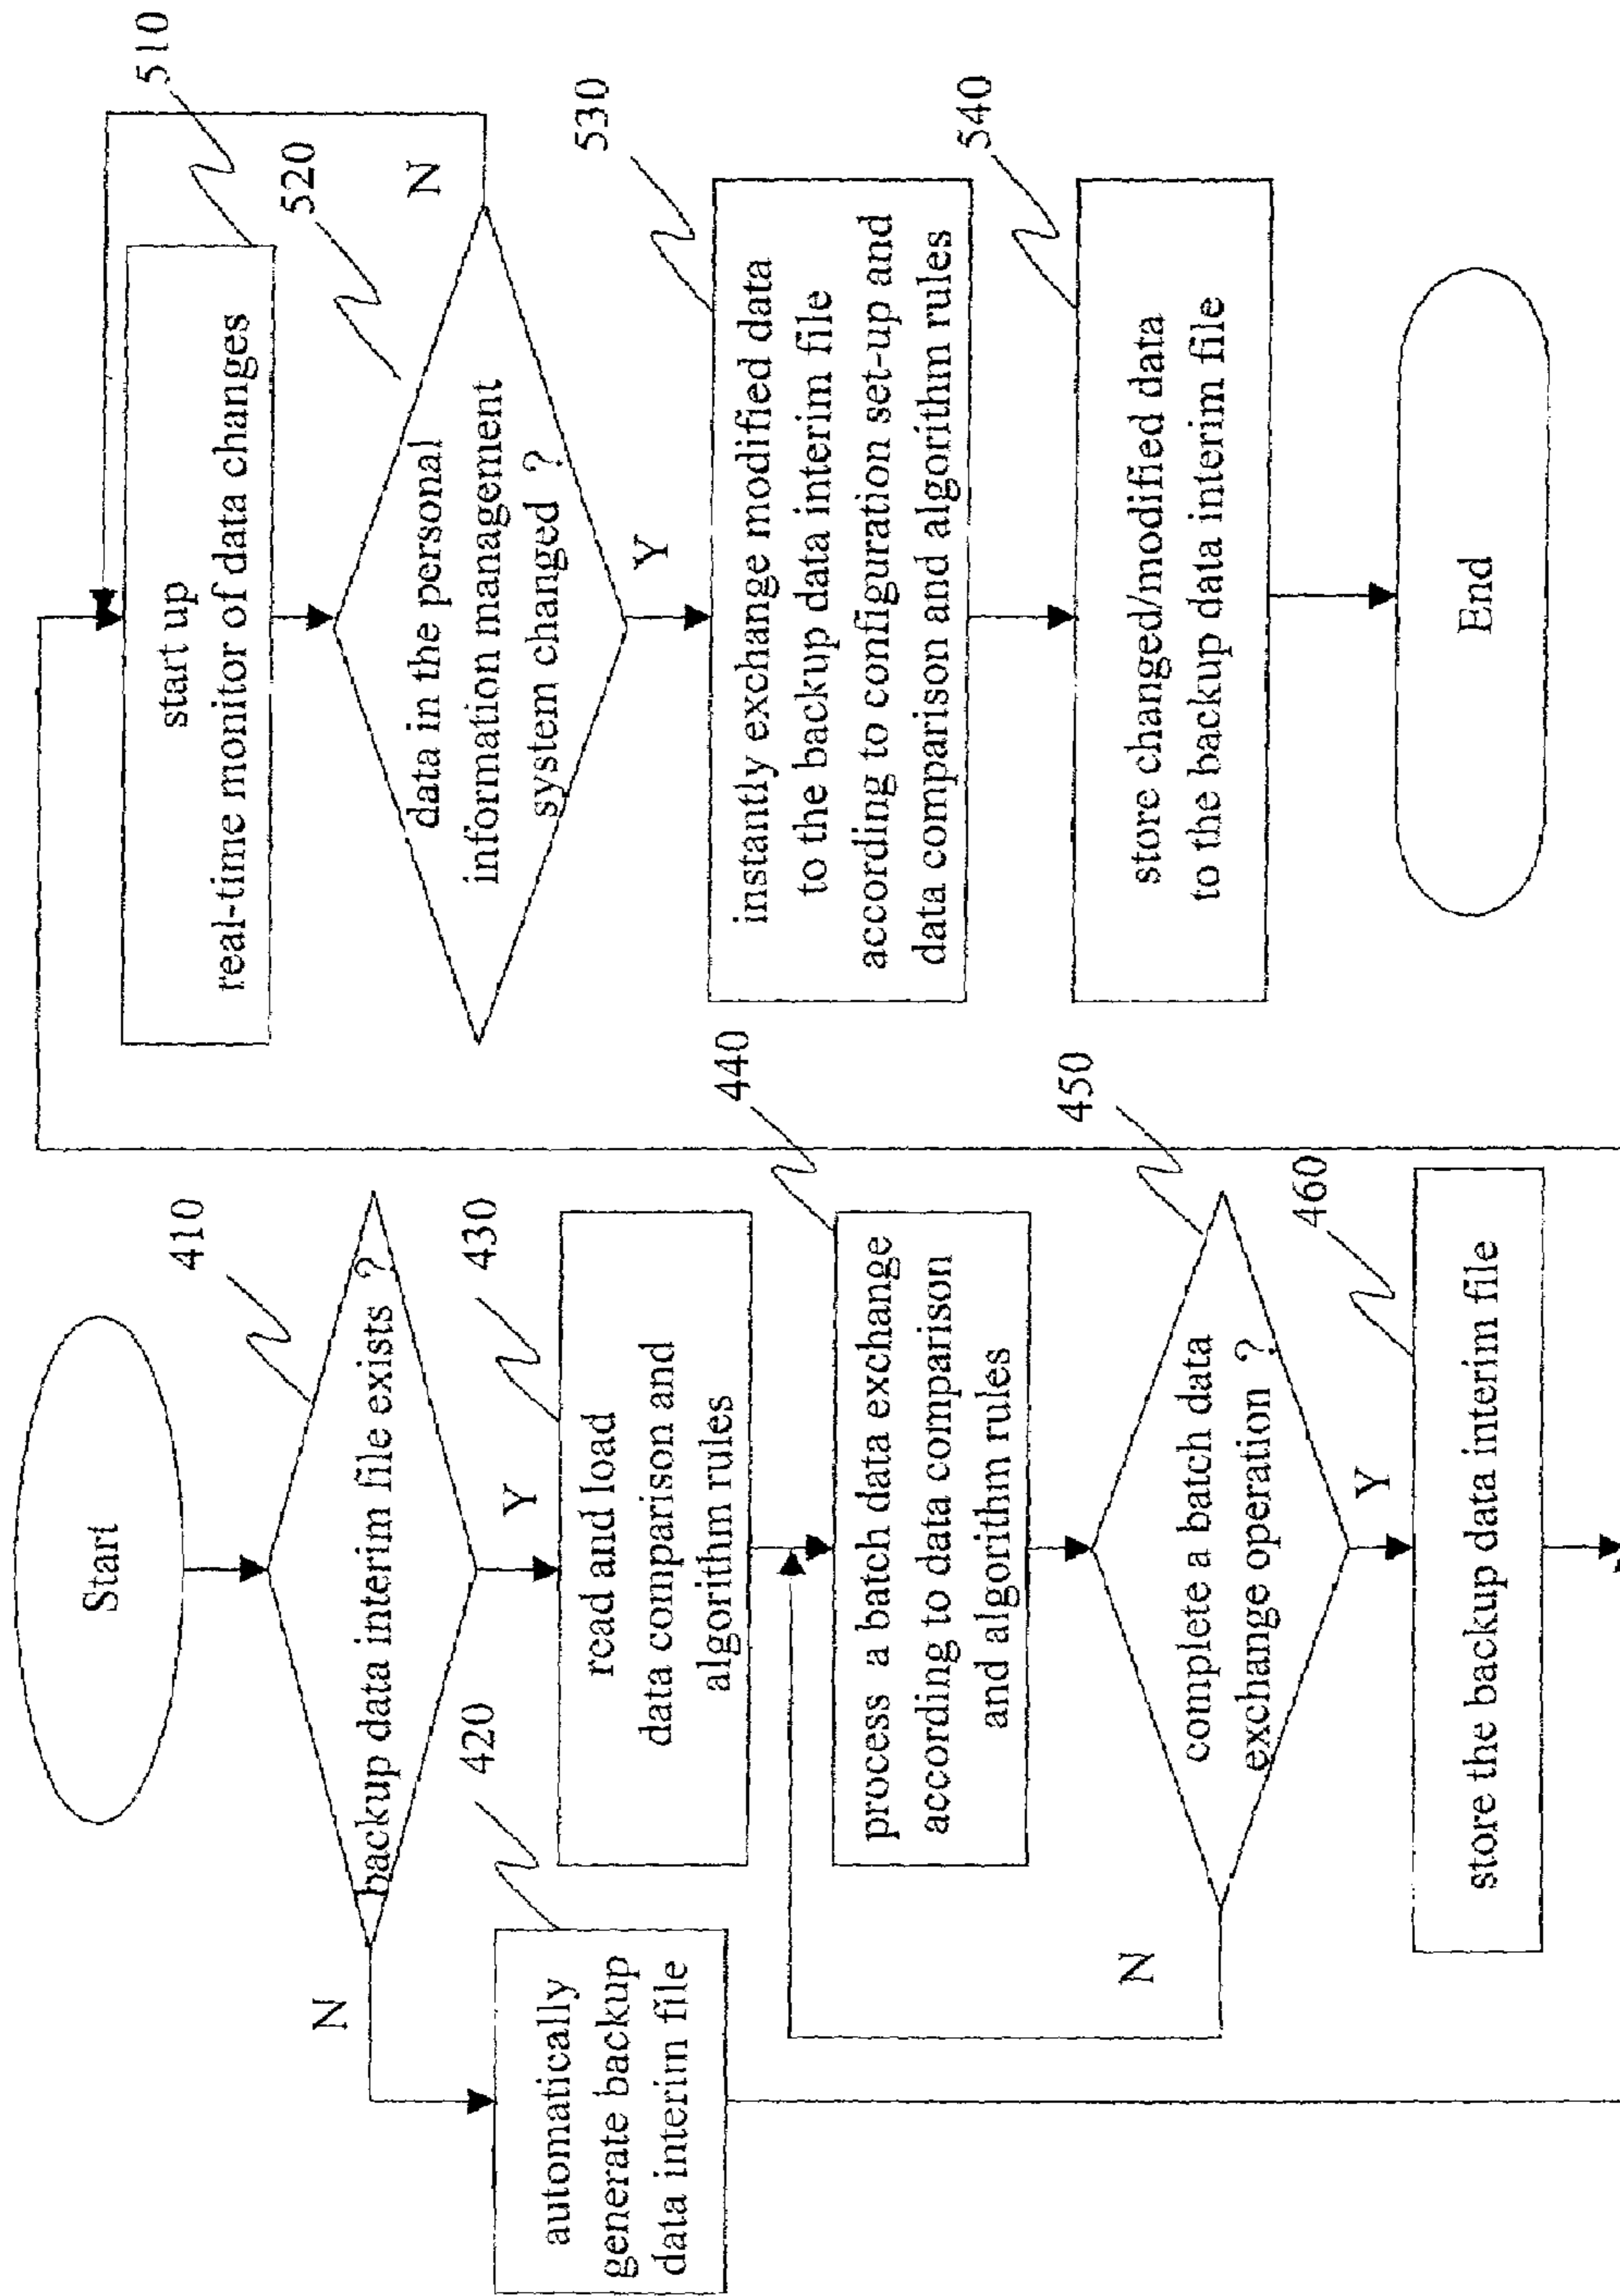 Start
410
backup data interim file exists ?
N
Y
420
automatically
generate backup
data interim file
430
read and load
data comparison and
algorithm rules
440
process a batch data exchange
according to data comparison
and algorithm rules
450
complete a batch data
exchange operation ?
N
Y
460
store the backup data interim file
510
start up
real-time monitor of data changes
520
data in the personal
information management
system changed ?
N
Y
530
instantly exchange modified data
to the backup data interim file
according to configuration set-up and
data comparison and algorithm rules
540
store changed/modified data
to the backup data interim file
End